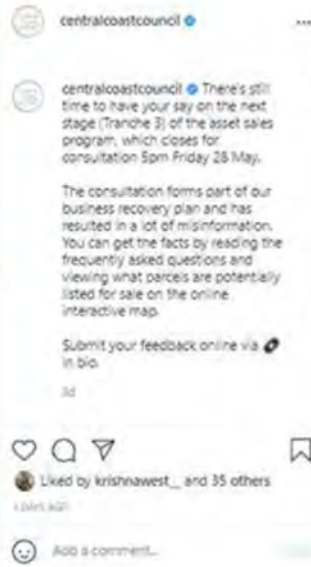 centralcoastcouncil
centralcoastcouncil There's still
time to have your say on the next
stage (Tranche 3) of the asset sales
program, which closes for
consultation 5pm Friday 28 May.
The consultation forms part of our
business recovery plan and has
resulted in a lot of misinformation.
You can get the facts by reading the
frequently asked questions and
viewing what parcels are potentially
listed for sale on the online
interactive map.
Submit your feedback online via
in bio.
Liked by krishnawest_ and 35 others
DAYS AGO
Add a comment...